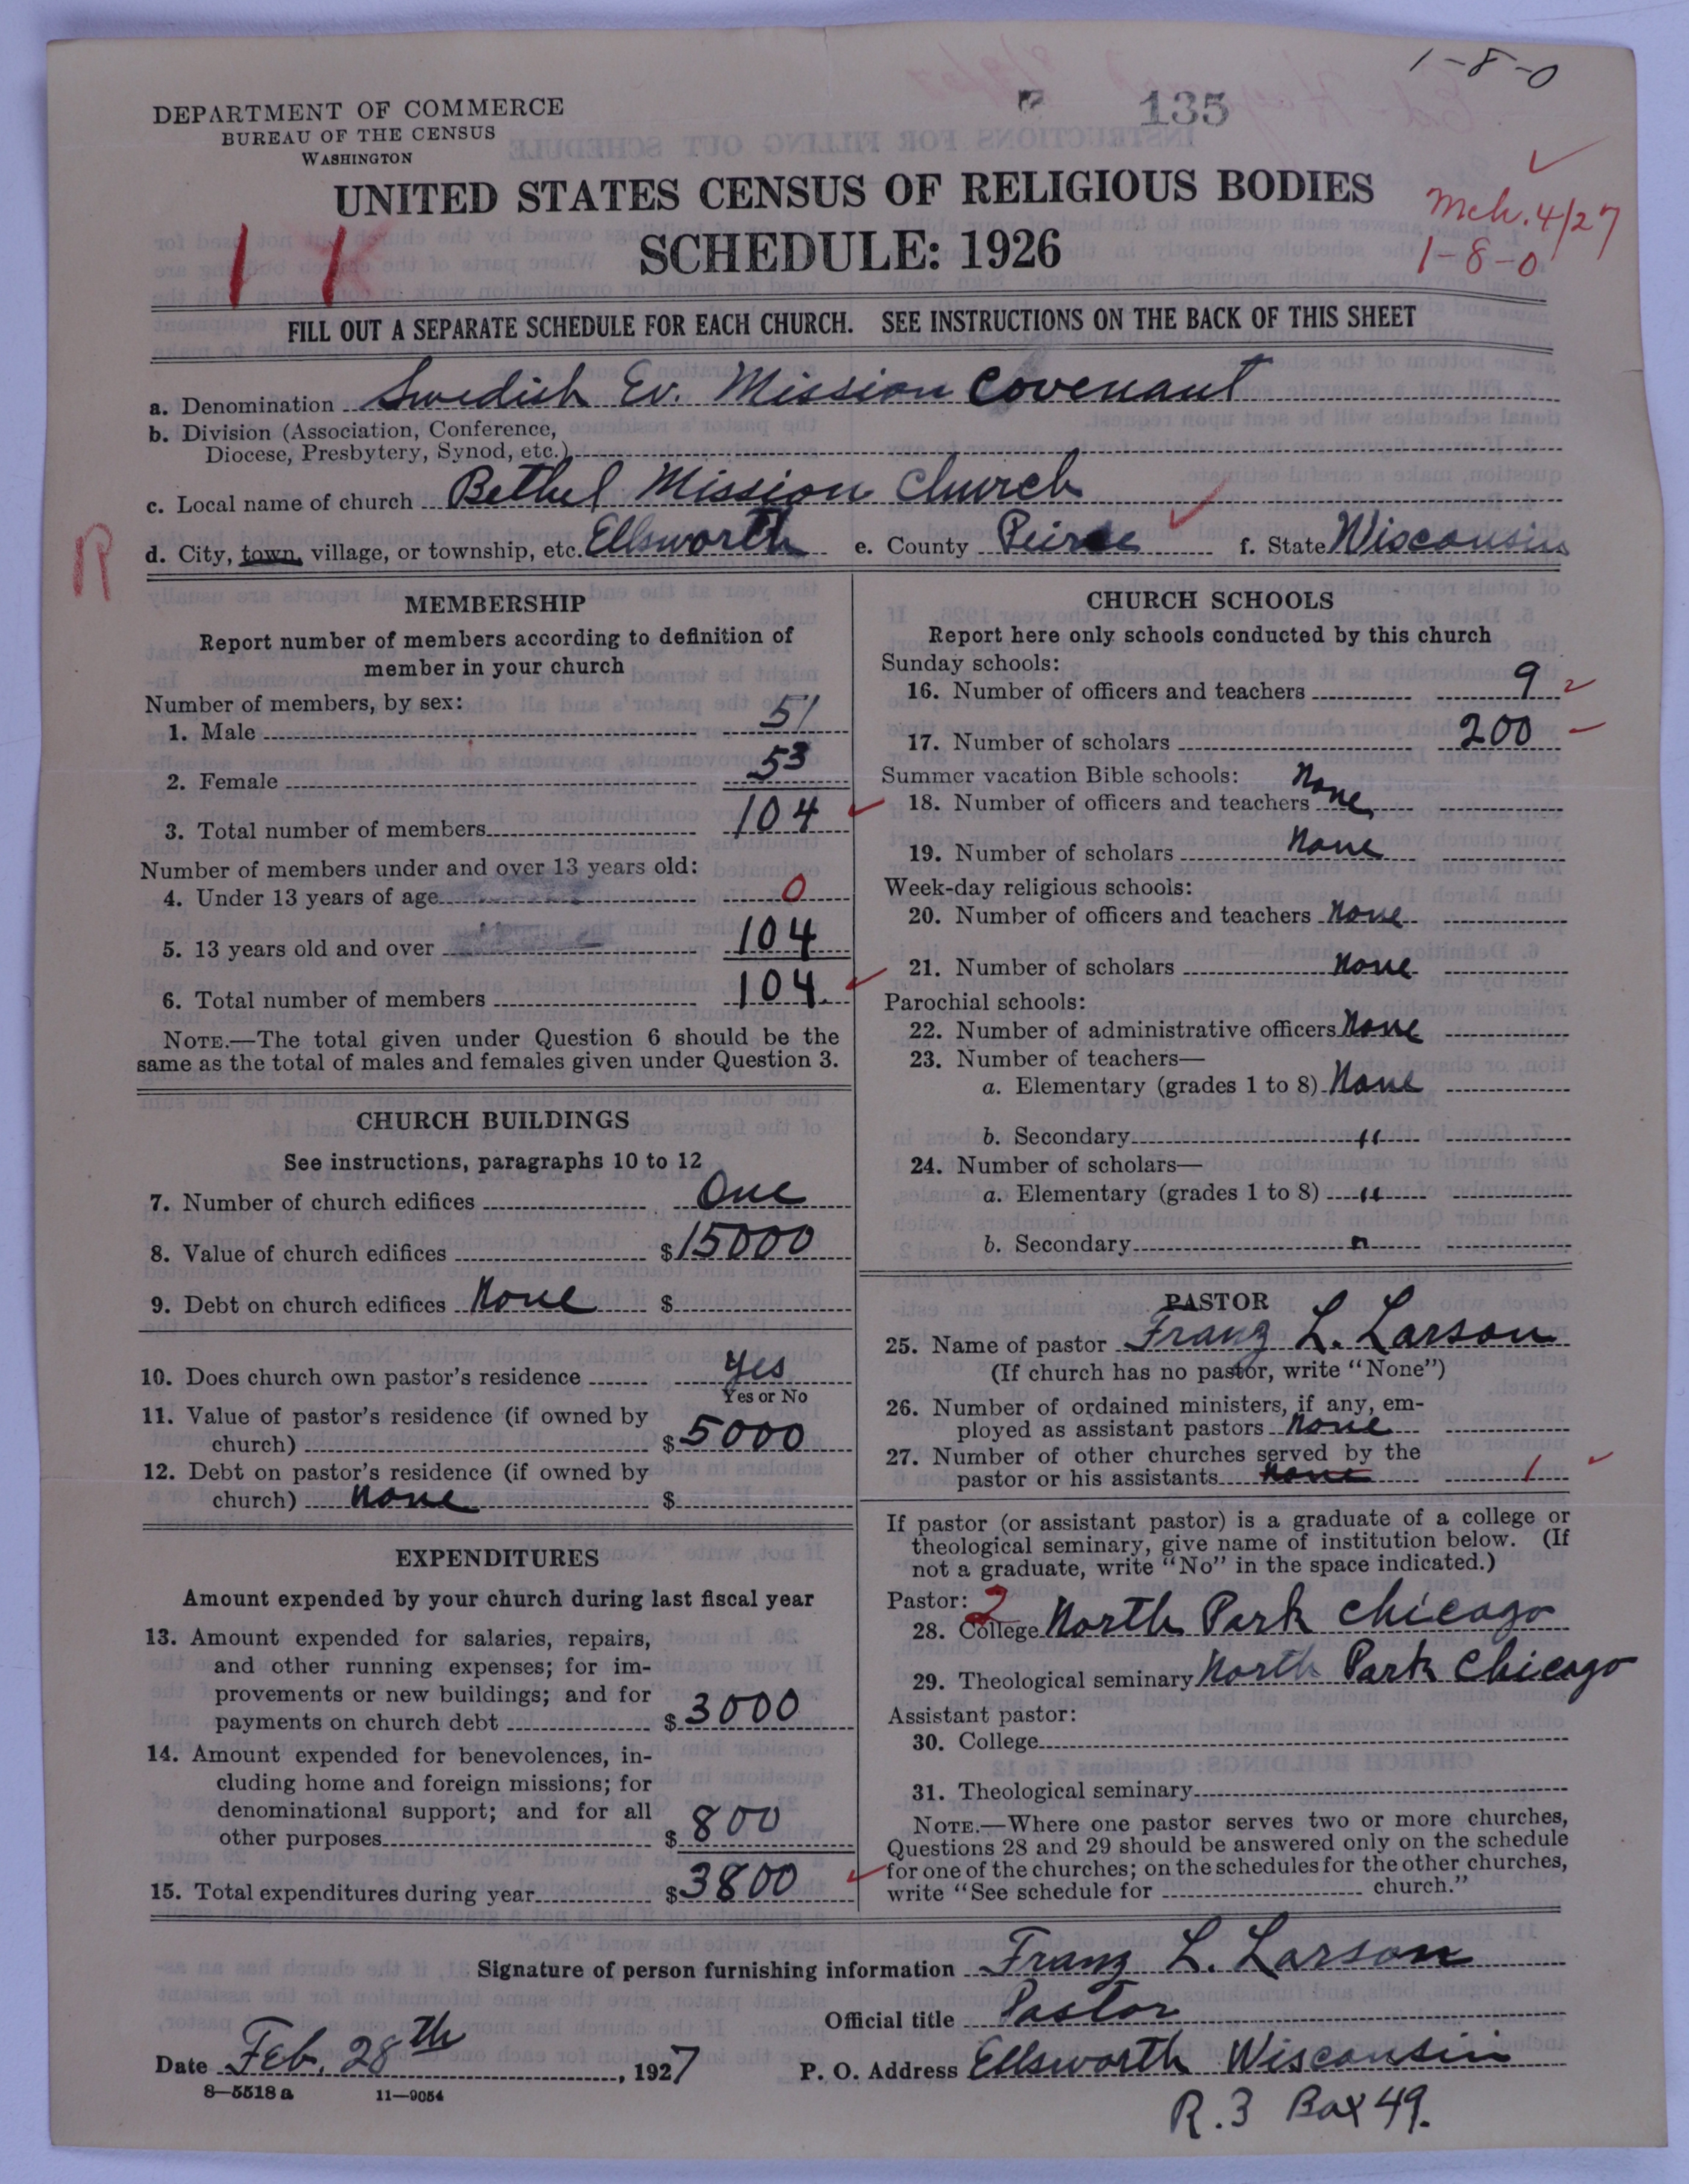 1-8-0
135
DEPARTMENT OF COMMERCE
BUREAU OF THE CENSUS
WASHINGTON
UNITED STATES CENSUS OF RELIGIOUS BODIES
SCHEDULE: 1926
Mch. 4/27
1-8-0
11
FILL OUT A SEPARATE SCHEDULE FOR EACH CHURCH. SEE INSTRUCTIONS ON THE BACK OF THIS SHEET
a. Denomination Swedish Ev. Mission Covenant
b. Division (Association, Conference,
Diocese, Presbytery, Synod, etc.)
c. Local name of church Bethel Mission Church
R
d. City, town, village, or township, etc. Ellsworth e. County Peirce f. State Wisconsin
MEMBERSHIP
Report number of members according to definition of
member in your church
Number of members, by sex:
1. Male 51
2. Female 53
3. Total number of members 104
Number of members under and over 13 years old:
4. Under 13 years of age 0
5. 13 years old and over 104
6. Total number of members 104
NOTE.—The total given under Question 6 should be the
same as the total of males and females given under Question 3.
CHURCH BUILDINGS
See instructions, paragraphs 10 to 12
7. Number of church edifices One
8. Value of church edifices $15000
9. Debt on church edifices None $
10. Does church own pastor's residence yes
Yes or No
11. Value of pastor's residence (if owned by
church) $5000
12. Debt on pastor's residence (if owned by
church) None $
EXPENDITURES
Amount expended by your church during last fiscal year
13. Amount expended for salaries, repairs,
and other running expenses; for im-
provements or new buildings; and for
payments on church debt $3000
14. Amount expended for benevolences, in-
cluding home and foreign missions; for
denominational support; and for all
other purposes $800
15. Total expenditures during year $3800
CHURCH SCHOOLS
Report here only schools conducted by this church
Sunday schools:
16. Number of officers and teachers 9
17. Number of scholars 200
Summer vacation Bible schools: None
18. Number of officers and teachers None
19. Number of scholars None
Week-day religious schools:
20. Number of officers and teachers None
21. Number of scholars None
Parochial schools:
22. Number of administrative officers None
23. Number of teachers—
a. Elementary (grades 1 to 8) None
b. Secondary "
24. Number of scholars—
a. Elementary (grades 1 to 8) "
b. Secondary "
PASTOR
25. Name of pastor Franz L. Larson
(If church has no pastor, write "None")
26. Number of ordained ministers, if any, em-
ployed as assistant pastors None
27. Number of other churches served by the
pastor or his assistants None 1
If pastor (or assistant pastor) is a graduate of a college or
theological seminary, give name of institution below. (If
not a graduate, write "No" in the space indicated.)
Pastor: 2
28. College North Park Chicago
29. Theological seminary North Park Chicago
Assistant pastor:
30. College
31. Theological seminary
NOTE.—Where one pastor serves two or more churches,
Questions 28 and 29 should be answered only on the schedule
for one of the churches; on the schedules for the other churches,
write "See schedule for church."
Signature of person furnishing information Franz L. Larson
Official title Pastor
Date Feb. 28th, 1927 P. O. Address Ellsworth Wisconsin
8—5518a 11—9054
R.3 Box 49.